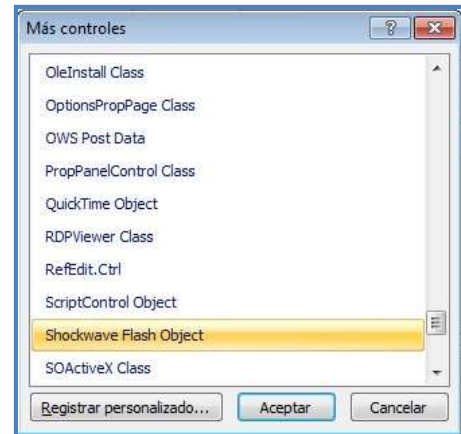 Más controles
OleInstall Class
OptionsPropPage Class
OWS Post Data
PropPanelControl Class
QuickTime Object
RDPViewer Class
RefEdit.Ctrl
ScriptControl Object
Shockwave Flash Object
SOActiveX Class
Registrar personalizado... Aceptar Cancelar